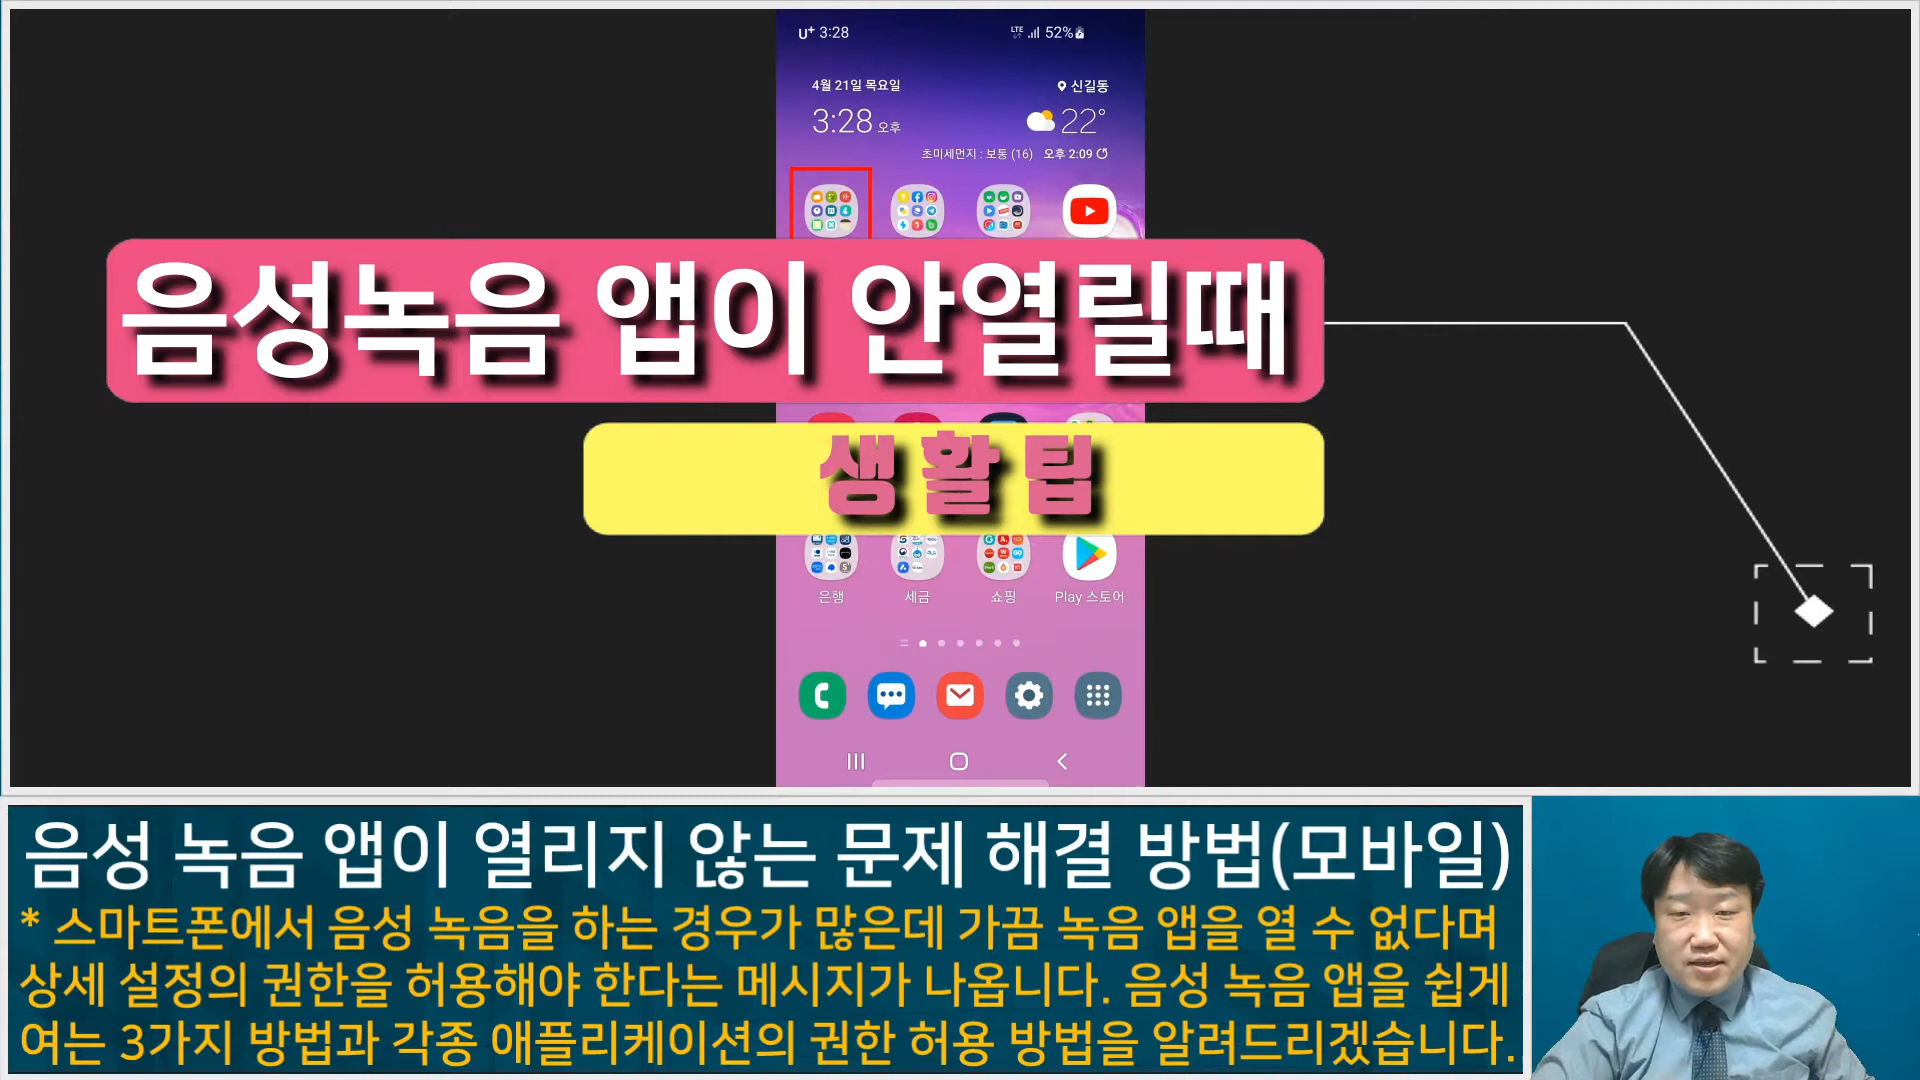 U+ 3:28
LTE 52%
4월 21일 목요일
신길동
3:28 오후
22°
초미세먼지 : 보통 (16) 오후 2:09
음성녹음 앱이 안열릴때
생활팁
은행
세금
쇼핑
Play 스토어
음성 녹음 앱이 열리지 않는 문제 해결 방법(모바일)
* 스마트폰에서 음성 녹음을 하는 경우가 많은데 가끔 녹음 앱을 열 수 없다며
상세 설정의 권한을 허용해야 한다는 메시지가 나옵니다. 음성 녹음 앱을 쉽게
여는 3가지 방법과 각종 애플리케이션의 권한 허용 방법을 알려드리겠습니다.